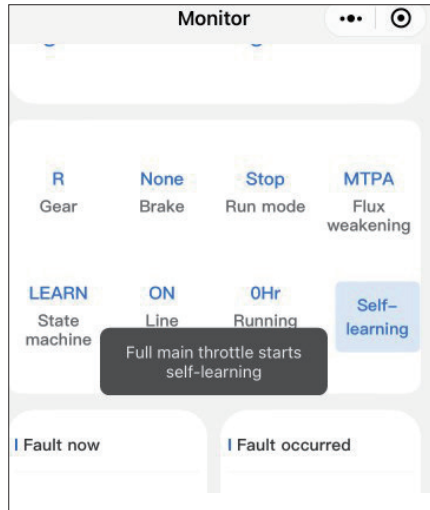 Monitor
R None Stop MTPA
Gear Brake Run mode Flux
weakening
LEARN ON 0Hr Self-
learning
State Line Running
machine
Full main throttle starts
self-learning
Fault now Fault occurred